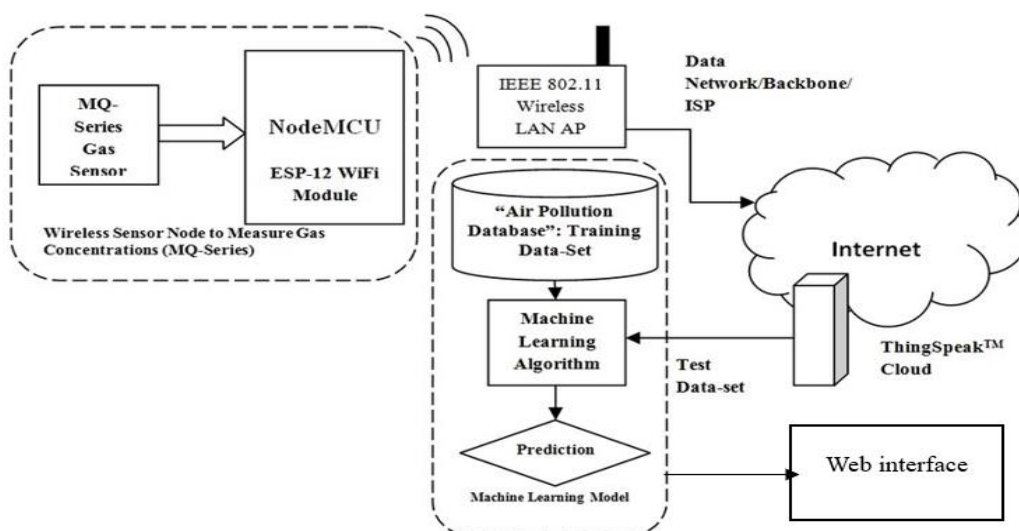 MQ-
Series
Gas
Sensor
NodeMCU
ESP-12 WiFi
Module
Wireless Sensor Node to Measure Gas
Concentrations (MQ-Series)
IEEE 802.11
Wireless
LAN AP
Data
Network/Backbone/
ISP
“Air Pollution
Database”: Training
Data-Set
Internet
Machine
Learning
Algorithm
Test
Data-set
ThingSpeak™
Cloud
Prediction
Machine Learning Model
Web interface